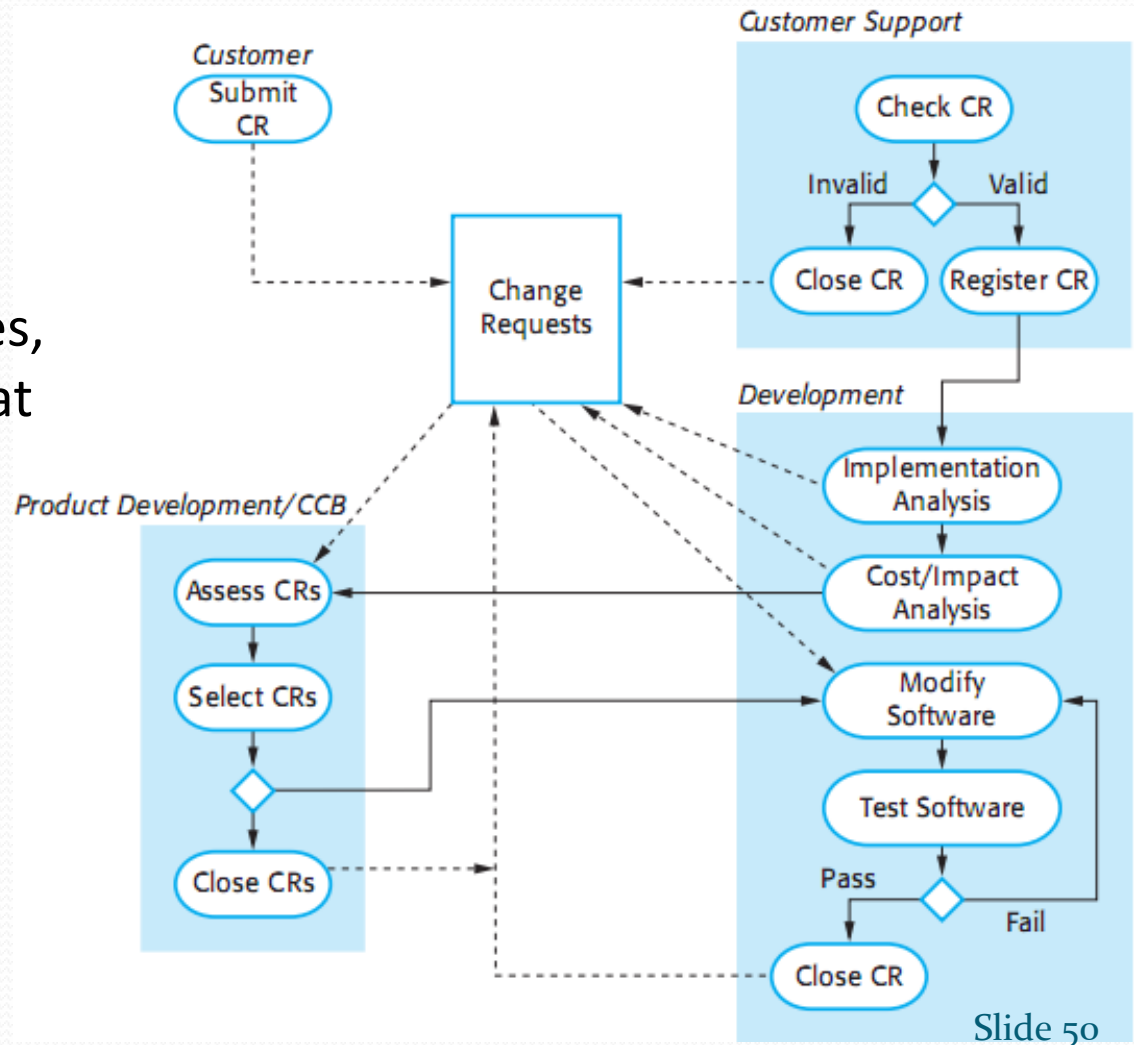 es,
at
Customer
Submit
CR
Customer Support
Check CR
Invalid
Valid
Close CR
Register CR
Change
Requests
Development
Implementation
Analysis
Cost/Impact
Analysis
Product Development/CCB
Assess CRs
Select CRs
Close CRs
Modify
Software
Test Software
Pass
Fail
Close CR
Slide 50